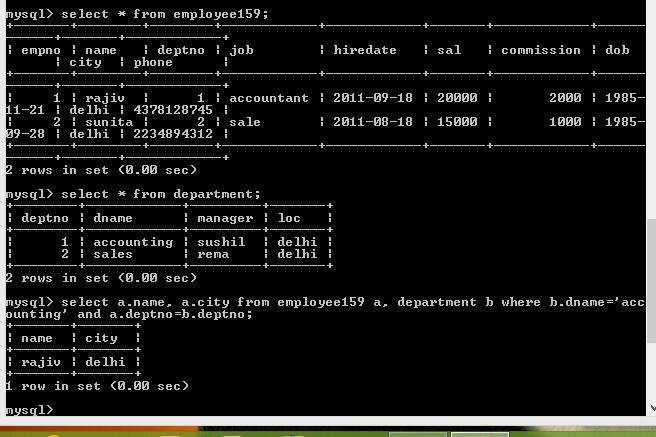 mysql> select * from employee159;
+-------+--------+--------+------------+------------+-------+------------+------
------+-------+------------+
| empno | name | deptno | job | hiredate | sal | commission | dob
| city | phone |
+-------+--------+--------+------------+------------+-------+------------+------
------+-------+------------+
| 1 | rajiv | 1 | accountant | 2011-09-18 | 20000 | 2000 | 1985-
11-21 | delhi | 4378128745 |
| 2 | sunita | 2 | sale | 2011-08-18 | 15000 | 1000 | 1985-
09-28 | delhi | 2234894312 |
+-------+--------+--------+------------+------------+-------+------------+------
------+-------+------------+
2 rows in set (0.00 sec)
mysql> select * from department;
+--------+------------+---------+-------+
| deptno | dname | manager | loc |
+--------+------------+---------+-------+
| 1 | accounting | sushil | delhi |
| 2 | sales | rema | delhi |
+--------+------------+---------+-------+
2 rows in set (0.00 sec)
mysql> select a.name, a.city from employee159 a, department b where b.dname='acc
ounting' and a.deptno=b.deptno;
+-------+-------+
| name | city |
+-------+-------+
| rajiv | delhi |
+-------+-------+
1 row in set (0.00 sec)
mysql>